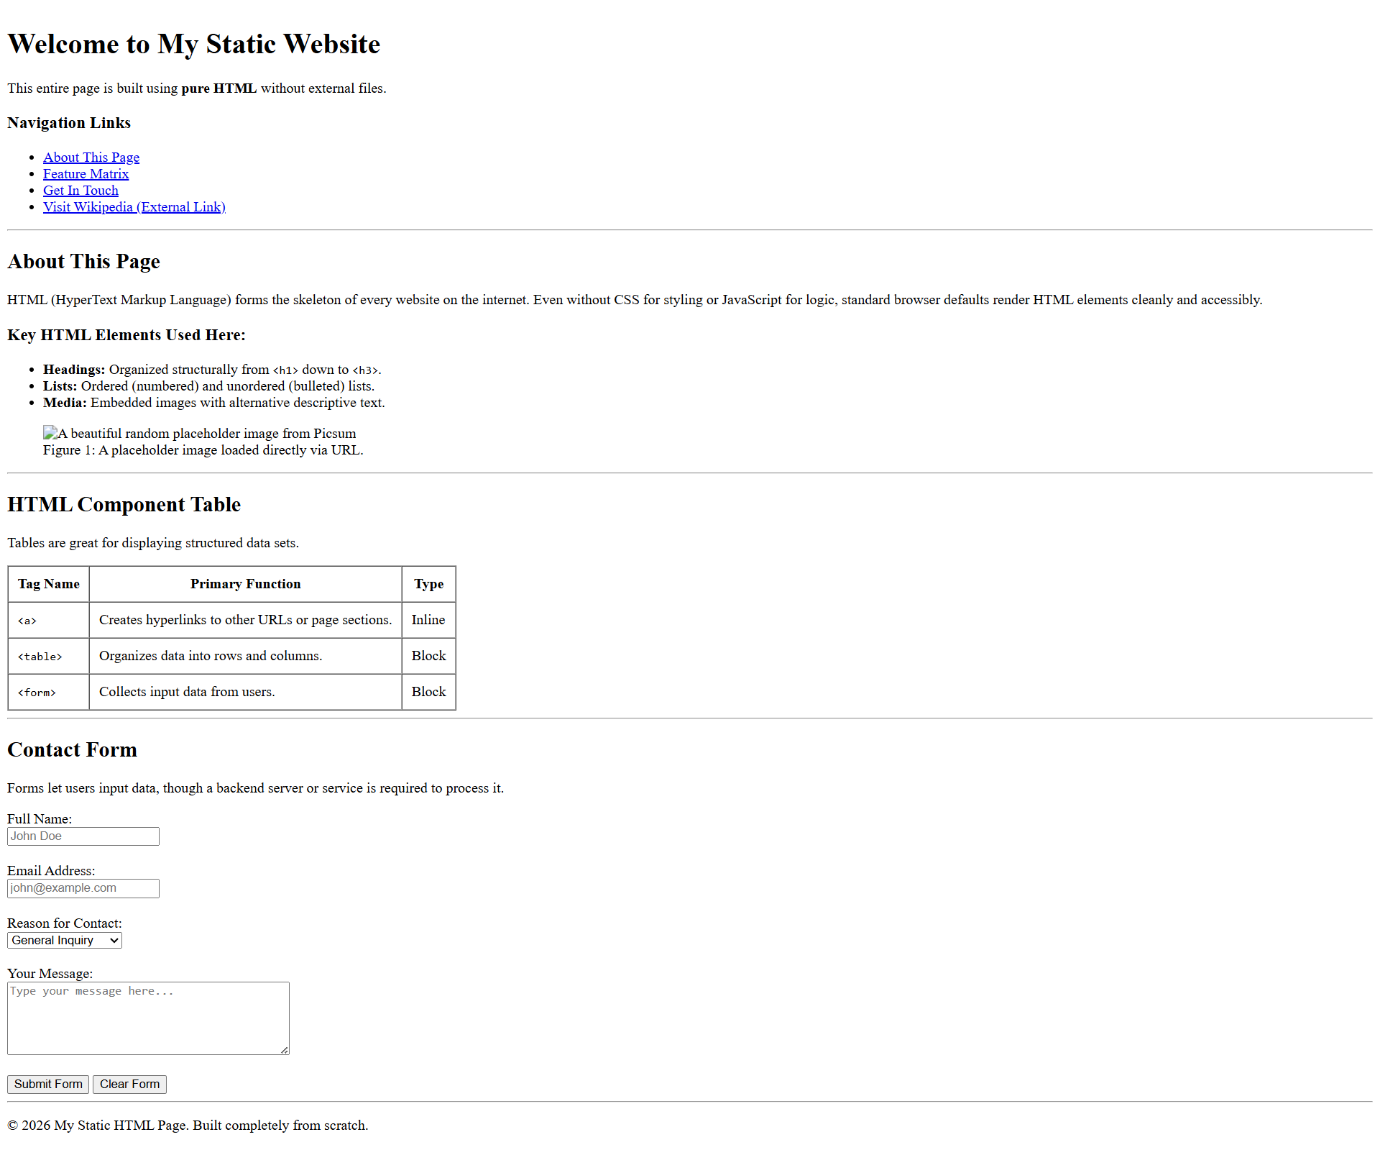 Welcome to My Static Website
This entire page is built using pure HTML without external files.
Navigation Links
About This Page
Feature Matrix
Get In Touch
Visit Wikipedia (External Link)
About This Page
HTML (HyperText Markup Language) forms the skeleton of every website on the internet. Even without CSS for styling or JavaScript for logic, standard browser defaults render HTML elements cleanly and accessibly.
Key HTML Elements Used Here:
Headings: Organized structurally from <h1> down to <h3>.
Lists: Ordered (numbered) and unordered (bulleted) lists.
Media: Embedded images with alternative descriptive text.
A beautiful random placeholder image from Picsum
Figure 1: A placeholder image loaded directly via URL.
HTML Component Table
Tables are great for displaying structured data sets.
Tag Name Primary Function Type
<a> Creates hyperlinks to other URLs or page sections. Inline
<table> Organizes data into rows and columns. Block
<form> Collects input data from users. Block
Contact Form
Forms let users input data, though a backend server or service is required to process it.
Full Name:
John Doe
Email Address:
john@example.com
Reason for Contact:
General Inquiry
Your Message:
Type your message here...
Submit Form Clear Form
© 2026 My Static HTML Page. Built completely from scratch.